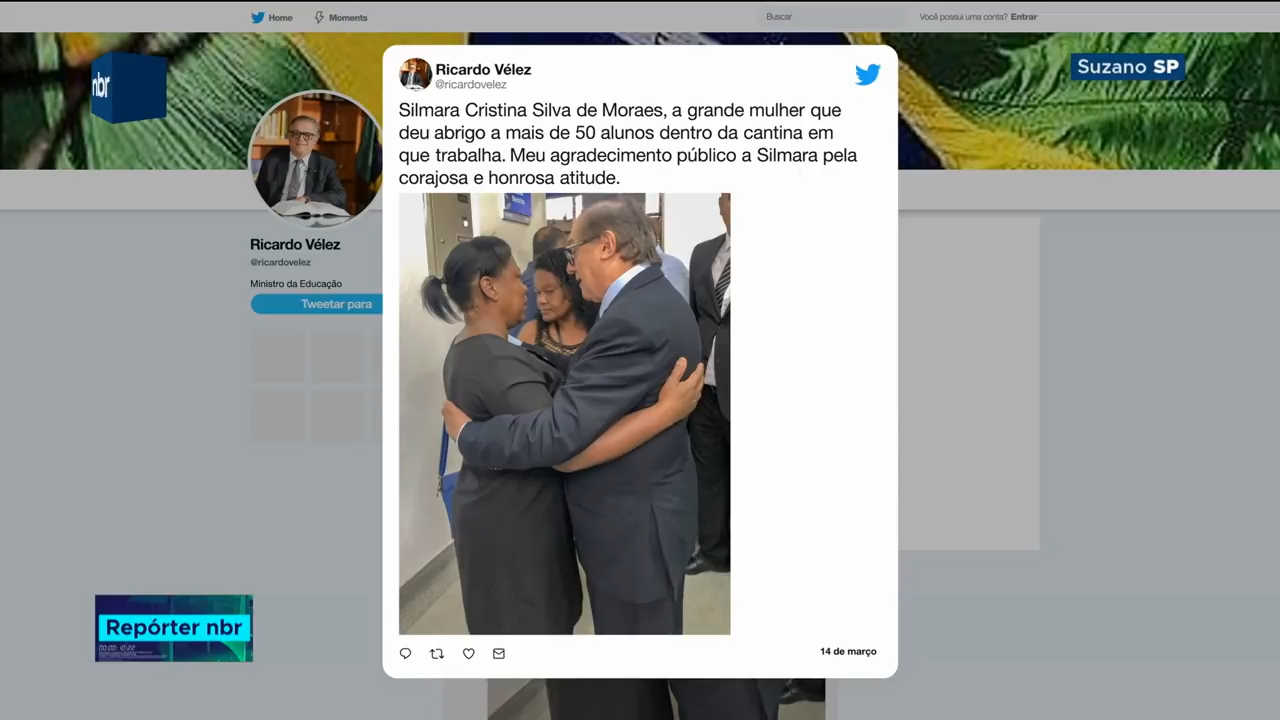 Home
Moments
Buscar
Você possui uma conta? Entrar
nbr
Suzano SP
Ricardo Vélez
@ricardovelez
Silmara Cristina Silva de Moraes, a grande mulher que
deu abrigo a mais de 50 alunos dentro da cantina em
que trabalha. Meu agradecimento público a Silmara pela
corajosa e honrosa atitude.
Ricardo Vélez
@ricardovelez
Ministro da Educação
Tweetar para
Repórter nbr
14 de março